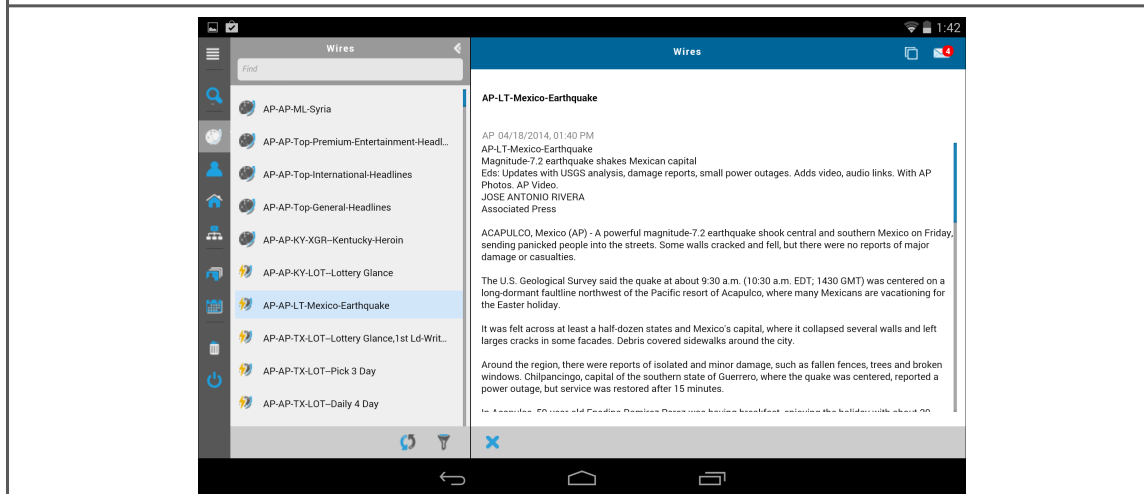 1:42
Wires
Find
AP-AP-ML-Syria
AP-AP-Top-Premium-Entertainment-Headl...
AP-AP-Top-International-Headlines
AP-AP-Top-General-Headlines
AP-AP-KY-XGR--Kentucky-Heroin
AP-AP-KY-LOT--Lottery Glance
AP-AP-LT-Mexico-Earthquake
AP-AP-TX-LOT--Lottery Glance,1st Ld-Writ...
AP-AP-TX-LOT--Pick 3 Day
AP-AP-TX-LOT--Daily 4 Day
Wires
4
AP-LT-Mexico-Earthquake
AP 04/18/2014, 01:40 PM
AP-LT-Mexico-Earthquake
Magnitude-7.2 earthquake shakes Mexican capital
Eds: Updates with USGS analysis, damage reports, small power outages. Adds video, audio links. With AP
Photos. AP Video.
JOSE ANTONIO RIVERA
Associated Press
ACAPULCO, Mexico (AP) - A powerful magnitude-7.2 earthquake shook central and southern Mexico on Friday,
sending panicked people into the streets. Some walls cracked and fell, but there were no reports of major
damage or casualties.
The U.S. Geological Survey said the quake at about 9:30 a.m. (10:30 a.m. EDT; 1430 GMT) was centered on a
long-dormant faultline northwest of the Pacific resort of Acapulco, where many Mexicans are vacationing for
the Easter holiday.
It was felt across at least a half-dozen states and Mexico's capital, where it collapsed several walls and left
larges cracks in some facades. Debris covered sidewalks around the city.
Around the region, there were reports of isolated and minor damage, such as fallen fences, trees and broken
windows. Chilpancingo, capital of the southern state of Guerrero, where the quake was centered, reported a
power outage, but service was restored after 15 minutes.